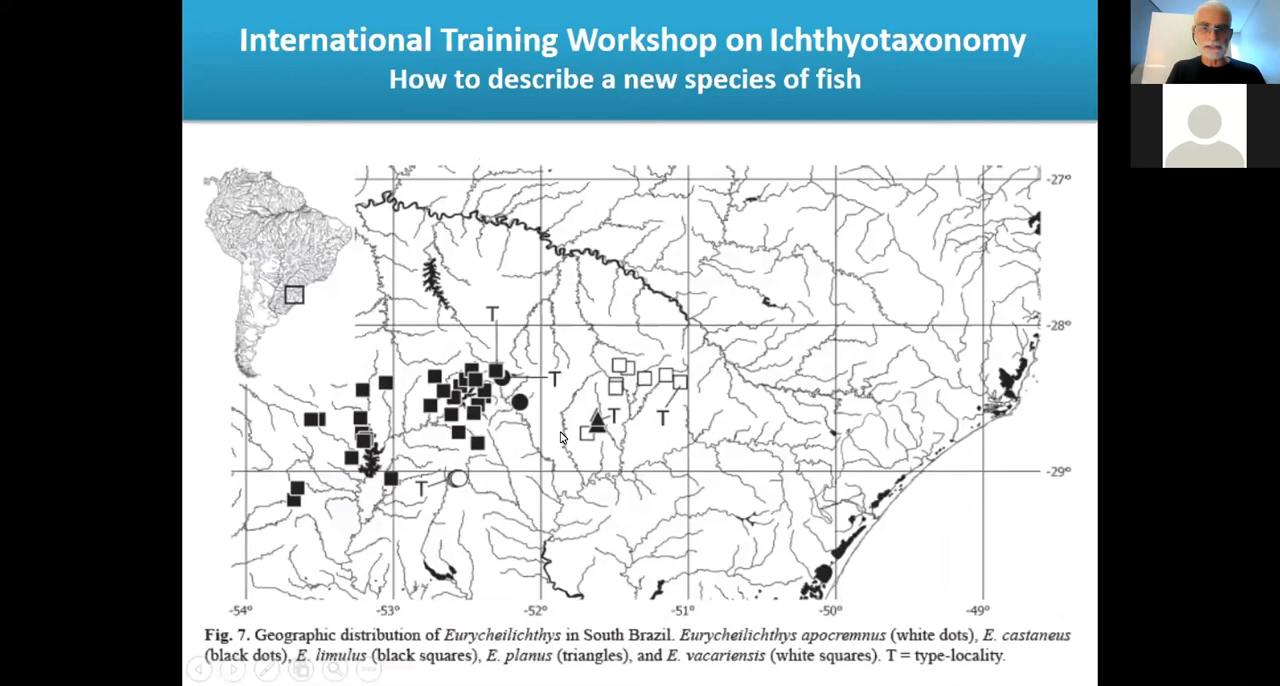 International Training Workshop on Ichthyotaxonomy
How to describe a new species of fish
-27°
T
-28°
T
T
T
T
-29°
-54°
-53°
-52°
-51°
-50°
-49°
Fig. 7. Geographic distribution of Eurycheilichthys in South Brazil. Eurycheilichthys apocremnus (white dots), E. castaneus
(black dots), E. limulus (black squares), E. planus (triangles), and E. vacariensis (white squares). T = type-locality.